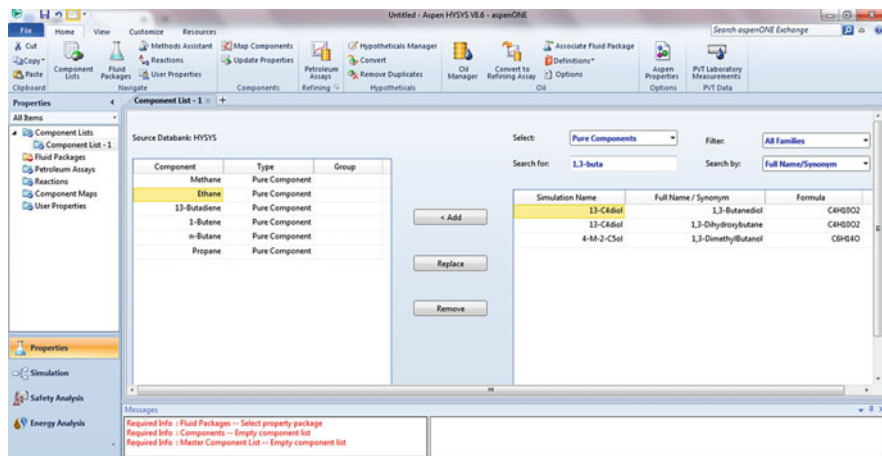 Untitled - Aspen HYSYS V8.6 - aspenONE
File Home View Customize Resources Search aspenONE Exchange
Cut
Copy
Paste
Clipboard
Component Lists
Fluid Packages
Methods Assistant
Reactions
User Properties
Navigate
Map Components
Update Properties
Components
Petroleum Assays
Refining
Hypotheticals Manager
Convert
Remove Duplicates
Hypotheticals
Oil Manager
Convert to Refining Assay
Associate Fluid Package
Definitions
Options
Oil
Aspen Properties
Options
PVT Laboratory Measurements
PVT Data
Properties
All Items
Component Lists
Component List - 1
Fluid Packages
Petroleum Assays
Reactions
Component Maps
User Properties
Properties
Simulation
Safety Analysis
Energy Analysis
Component List - 1
Source Databank: HYSYS
Component Type Group
Methane Pure Component
Ethane Pure Component
13-Butadiene Pure Component
1-Butene Pure Component
n-Butane Pure Component
Propane Pure Component
< Add
Replace
Remove
Select: Pure Components Filter: All Families
Search for: 1,3-buta Search by: Full Name/Synonym
Simulation Name Full Name / Synonym Formula
13-C4diol 1,3-Butanediol C4H10O2
13-C4diol 1,3-Dihydroxybutane C4H10O2
4-M-2-C5ol 1,3-DimethylButanol C6H14O
Messages
Required Info : Fluid Packages -- Select property package
Required Info : Components -- Empty component list
Required Info : Master Component List -- Empty component list